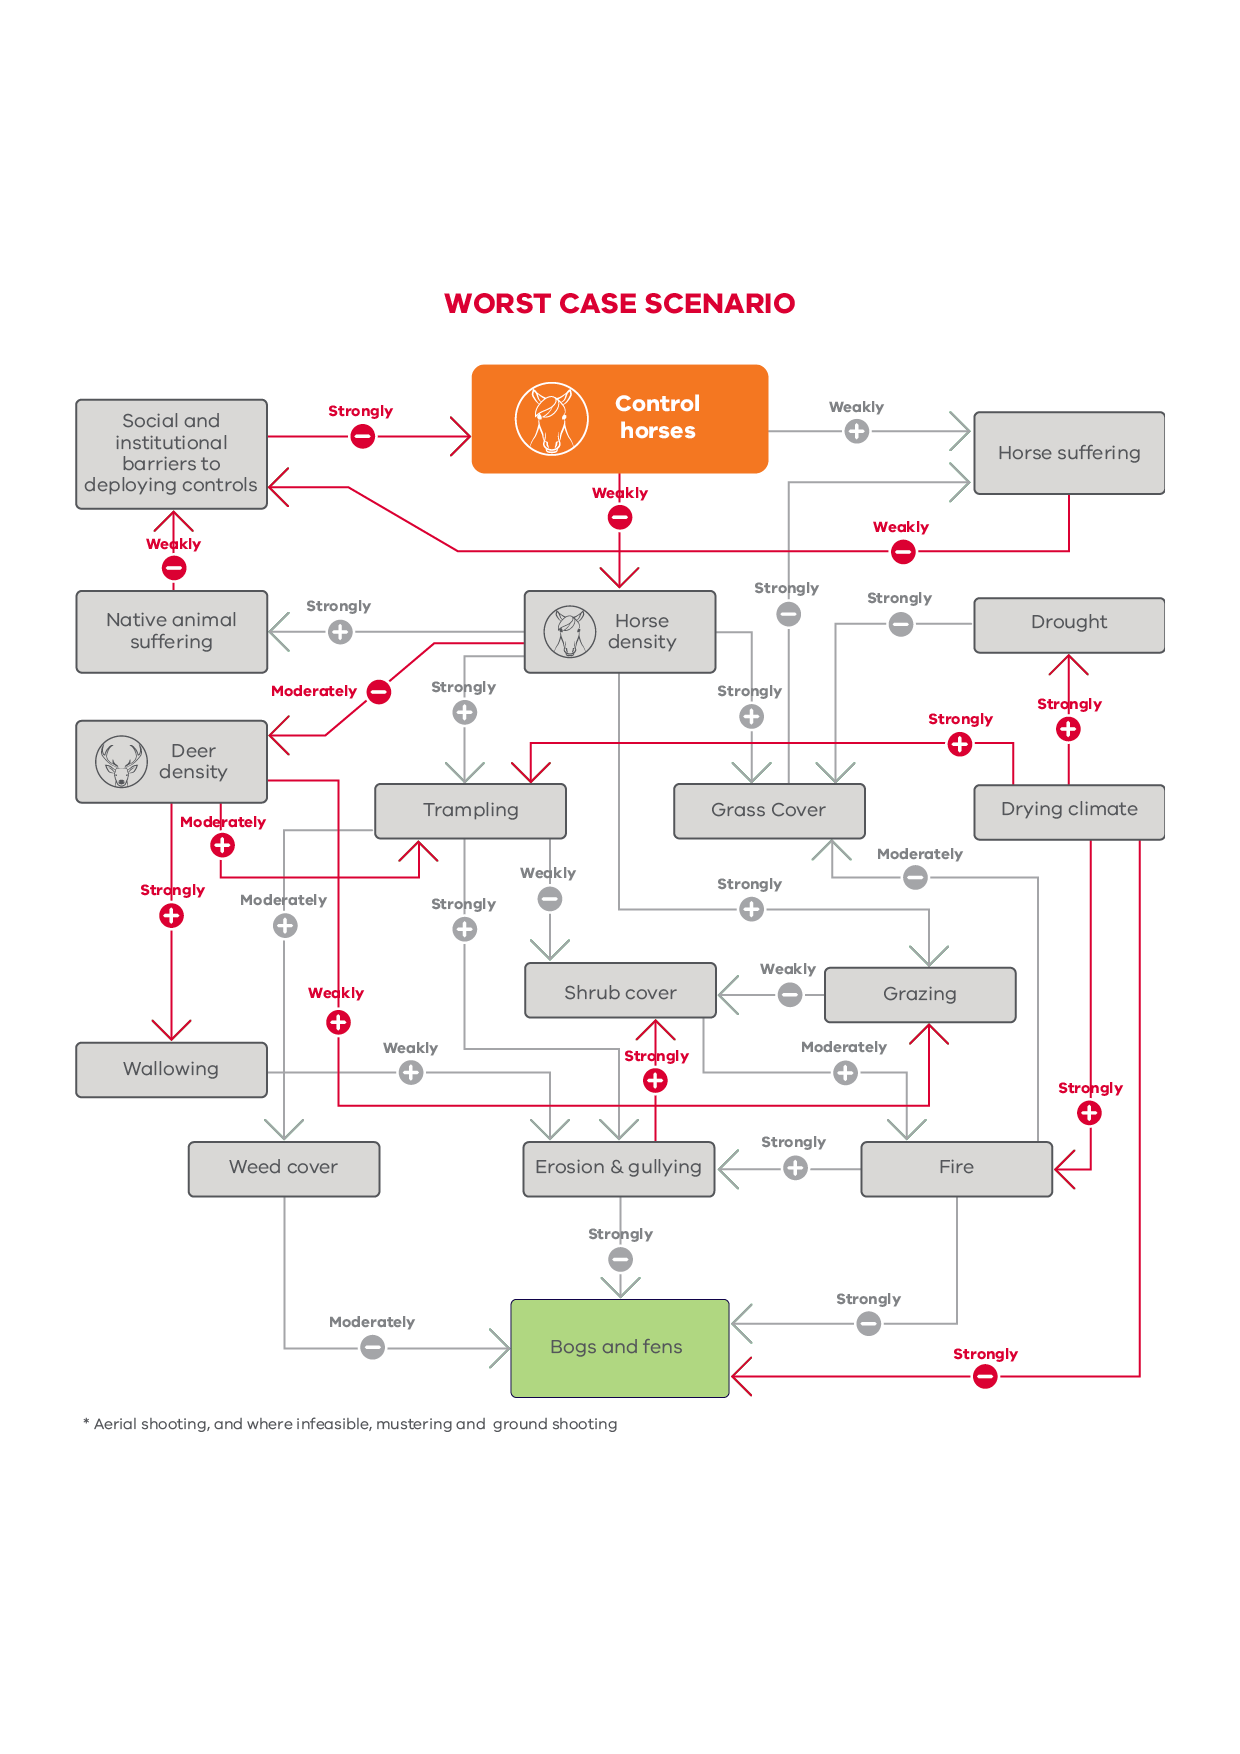 WORST CASE SCENARIO
Control
horses
Social and
institutional
barriers to
deploying controls
Strongly
Weakly
Horse suffering
Weakly
Weakly
Weakly
Native animal
suffering
Strongly
Horse
density
Strongly
Strongly
Drought
Moderately
Strongly
Strongly
Strongly
Strongly
Deer
density
Trampling
Grass Cover
Drying climate
Moderately
Moderately
Weakly
Strongly
Strongly
Moderately
Strongly
Weakly
Shrub cover
Grazing
Weakly
Weakly
Moderately
Strongly
Wallowing
Strongly
Strongly
Weed cover
Erosion & gullying
Fire
Strongly
Strongly
Moderately
Bogs and fens
Strongly
* Aerial shooting, and where infeasible, mustering and ground shooting